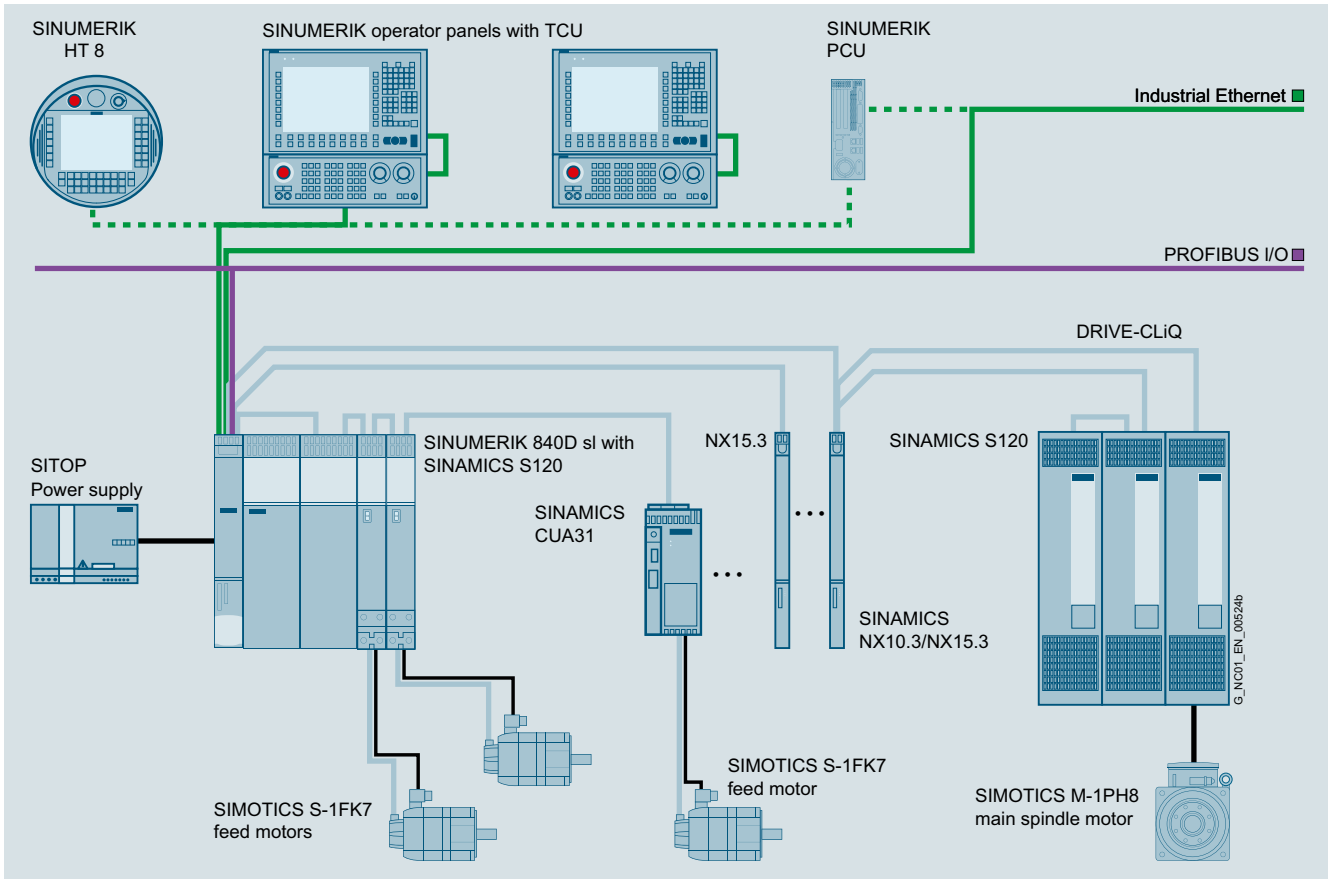 SINUMERIK
HT 8
SINUMERIK operator panels with TCU
SINUMERIK
PCU
Industrial Ethernet
PROFIBUS I/O
DRIVE-CLiQ
SITOP
Power supply
SINUMERIK 840D sl with
SINAMICS S120
SINAMICS
CUA31
NX15.3
SINAMICS
NX10.3/NX15.3
SINAMICS S120
G_NC01_EN_00524b
SIMOTICS S-1FK7
feed motors
SIMOTICS S-1FK7
feed motor
SIMOTICS M-1PH8
main spindle motor